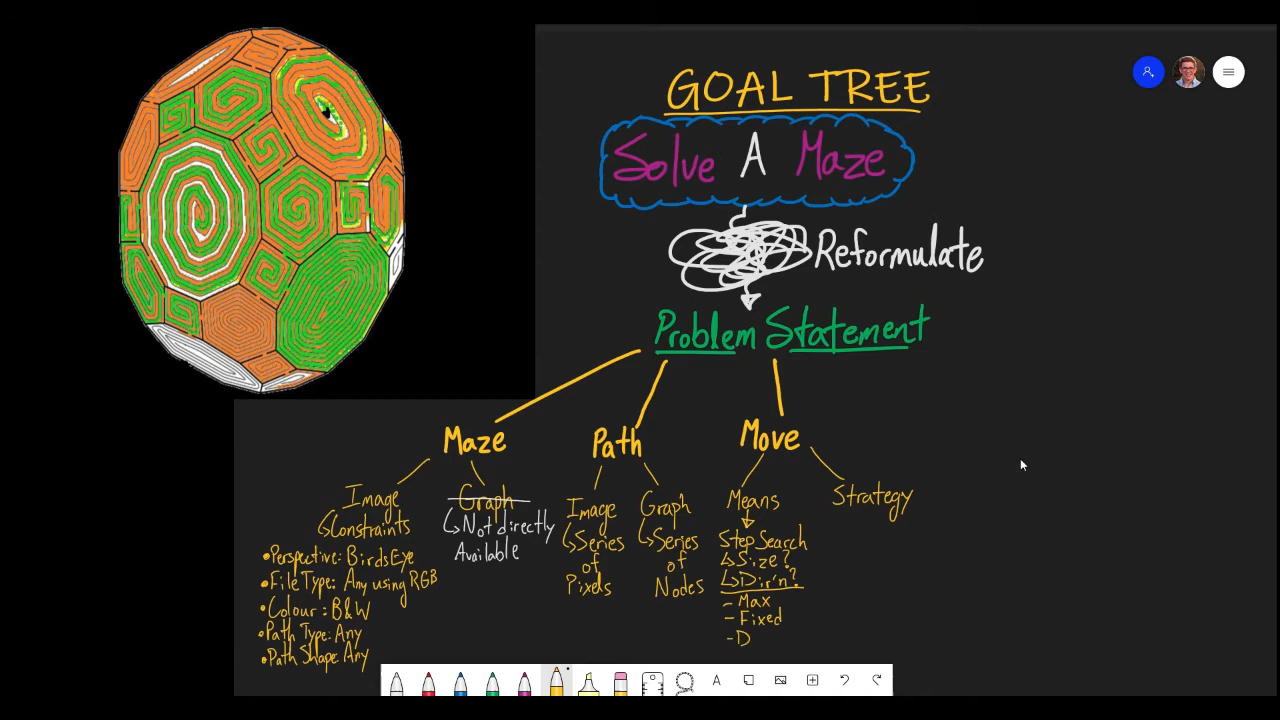 GOAL TREE
Solve A Maze
Reformulate
Problem Statement
Maze
Path
Move
Image
↳Constraints
•Perspective: BirdsEye
•File Type: Any using RGB
•Colour: B&W
•Path Type: Any
•Path Shape: Any
Graph
↳Not directly
Available
Image
↳Series
of
Pixels
Graph
↳Series
of
Nodes
Means
Step Search
↳Size?
↳Dir'n?
- Max
- Fixed
- D
Strategy
A